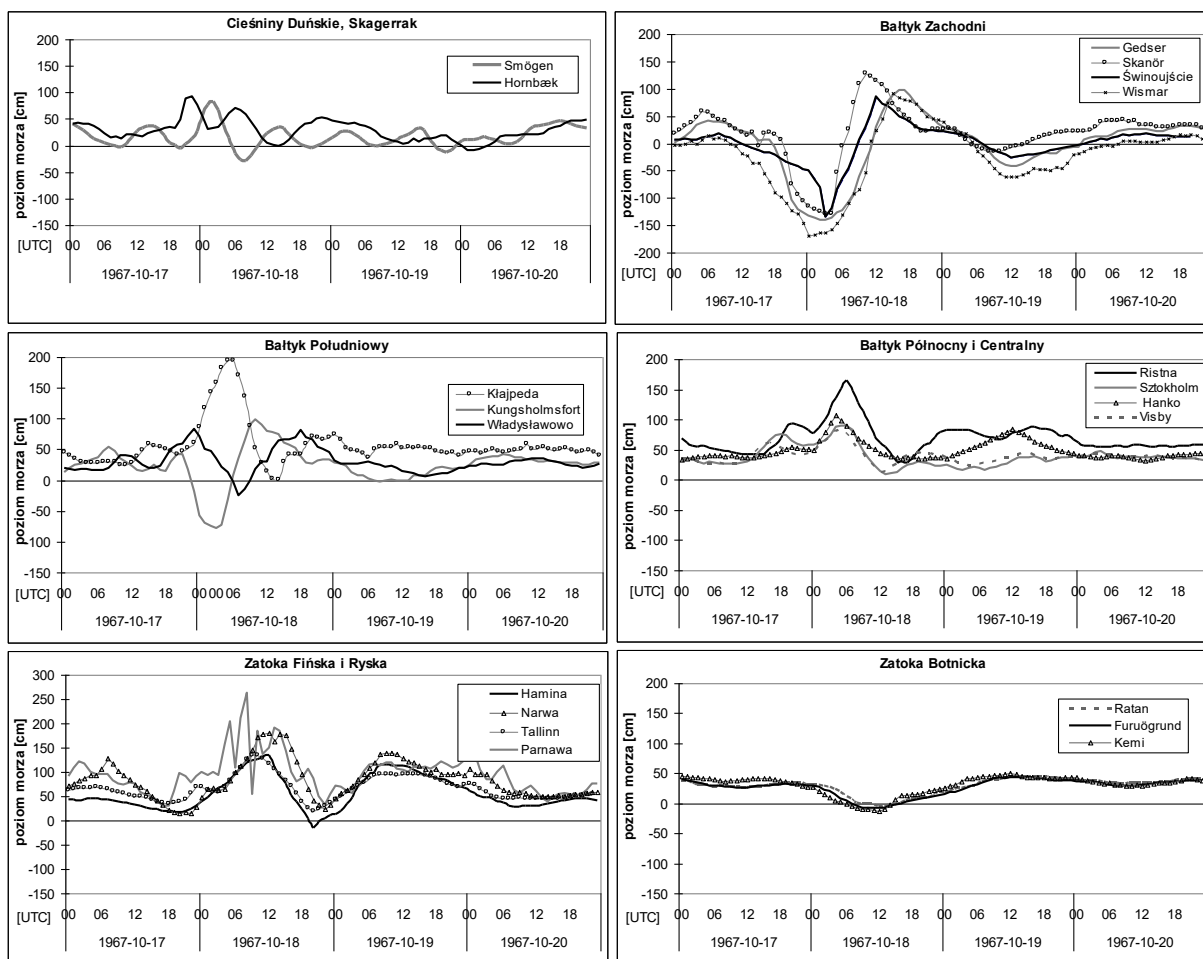 Cieśniny Duńskie, Skagerrak
poziom morza [cm]
200
150
100
50
0
-50
-100
-150
Smögen
Hornbæk
[UTC] 00 06 12 18 00 06 12 18 00 06 12 18 00 06 12 18
1967-10-17 1967-10-18 1967-10-19 1967-10-20
Bałtyk Zachodni
poziom morza [cm]
200
150
100
50
0
-50
-100
-150
-200
Gedser
Skanör
Świnoujście
Wismar
[UTC] 00 06 12 18 00 06 12 18 00 06 12 18 00 06 12 18
1967-10-17 1967-10-18 1967-10-19 1967-10-20
Bałtyk Południowy
poziom morza [cm]
200
150
100
50
0
-50
-100
-150
Kłajpeda
Kungsholmsfort
Władysławowo
[UTC] 00 06 12 18 00 00 06 12 18 00 06 12 18 00 06 12 18
1967-10-17 1967-10-18 1967-10-19 1967-10-20
Bałtyk Północny i Centralny
poziom morza [cm]
200
150
100
50
0
-50
-100
-150
Ristna
Sztokholm
Hanko
Visby
[UTC] 00 06 12 18 00 06 12 18 00 06 12 18 00 06 12 18
1967-10-17 1967-10-18 1967-10-19 1967-10-20
Zatoka Fińska i Ryska
poziom morza [cm]
300
250
200
150
100
50
0
-50
-100
-150
Hamina
Narwa
Tallinn
Parnawa
[UTC] 00 06 12 18 00 06 12 18 00 06 12 18 00 06 12 18
1967-10-17 1967-10-18 1967-10-19 1967-10-20
Zatoka Botnicka
poziom morza [cm]
200
150
100
50
0
-50
-100
-150
Ratan
Furuögrund
Kemi
[UTC] 00 06 12 18 00 06 12 18 00 06 12 18 00 06 12 18
1967-10-17 1967-10-18 1967-10-19 1967-10-20